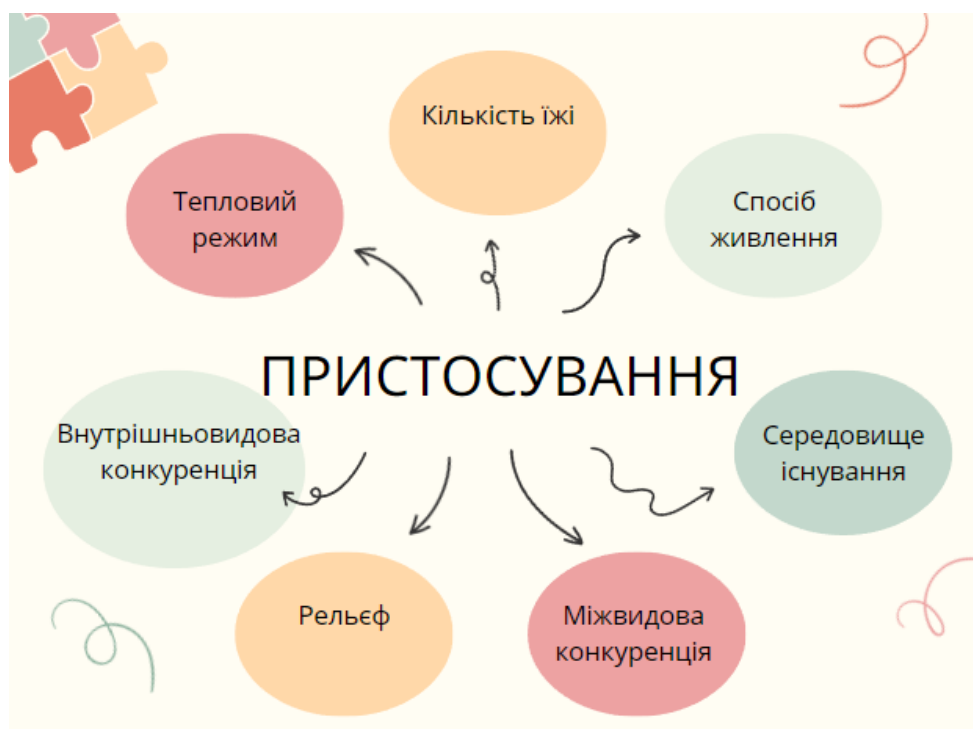 Кількість їжі
Тепловий
режим
Спосіб
живлення
ПРИСТОСУВАННЯ
Внутрішньовидова
конкуренція
Середовище
існування
Рельєф
Міжвидова
конкуренція